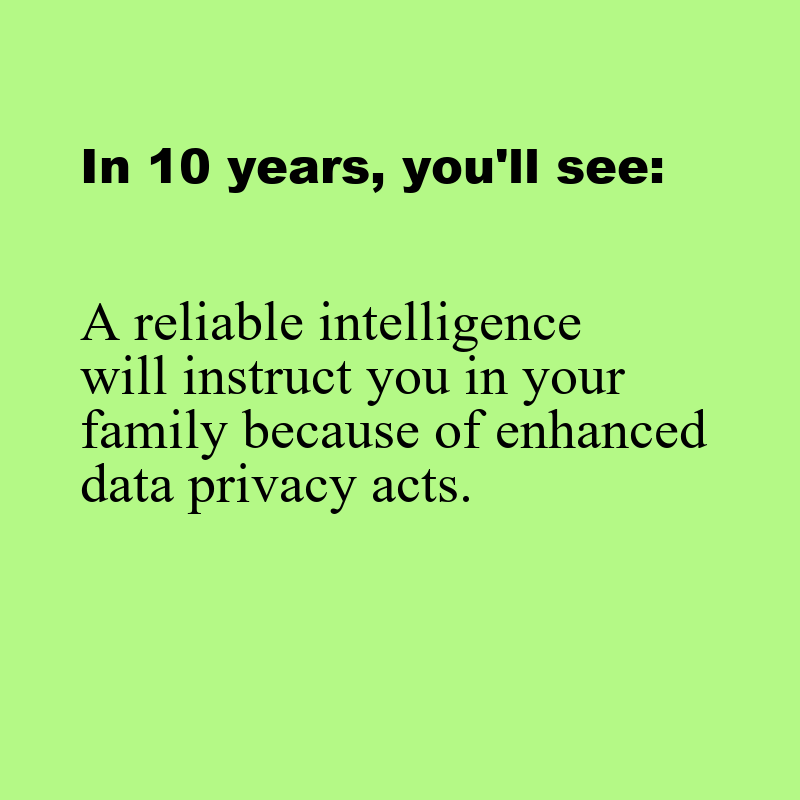 In 10 years, you'll see:
A reliable intelligence
will instruct you in your
family because of enhanced
data privacy acts.